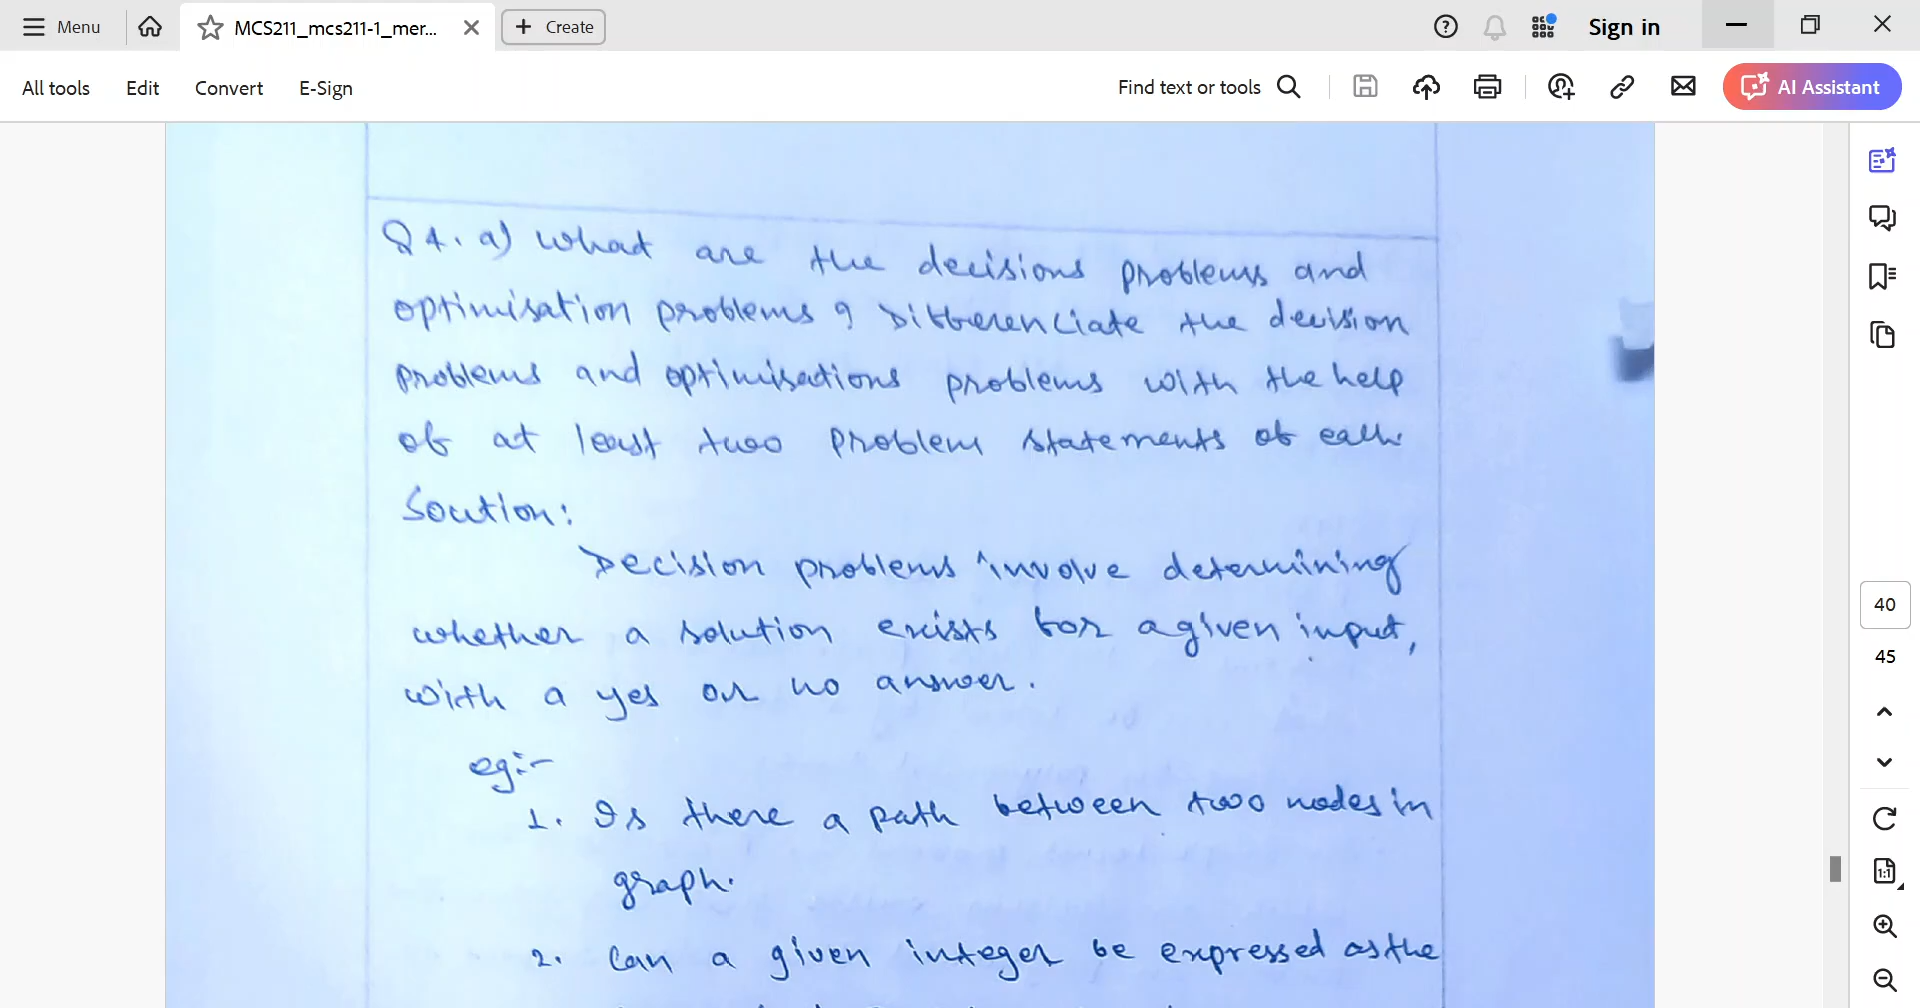 Menu
MCS211_mcs211-1_mer...
Create
Sign in
All tools
Edit
Convert
E-Sign
Find text or tools
AI Assistant
Q4. a) What are the decisions problems and
optimisation problems ? Differenciate the decision
problems and optimisations problems with the help
of at least two problem statements of each.
Soution:
Decision problems involve determining
whether a solution exists for a given input,
with a yes or no answer.
eg:-
1. Is there a path between two nodes in
graph.
2. Can a given integer be expressed as the
40
45
1:1